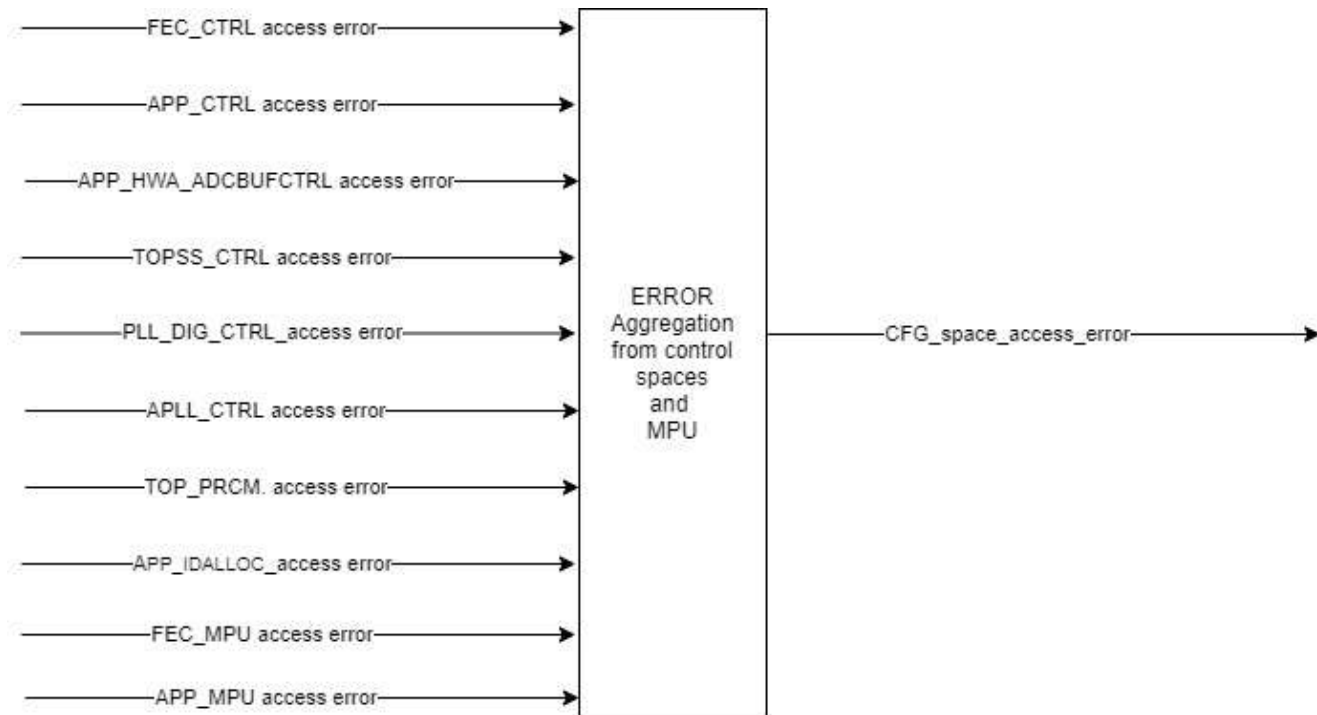 FEC_CTRL access error
APP_CTRL access error
APP_HWA_ADCBUFCTRL access error
TOPSS_CTRL access error
PLL_DIG_CTRL_access error
APLL_CTRL access error
TOP_PRCM. access error
APP_IDALLOC_access error
FEC_MPU access error
APP_MPU access error
ERROR
Aggregation
from control
spaces
and
MPU
CFG_space_access_error